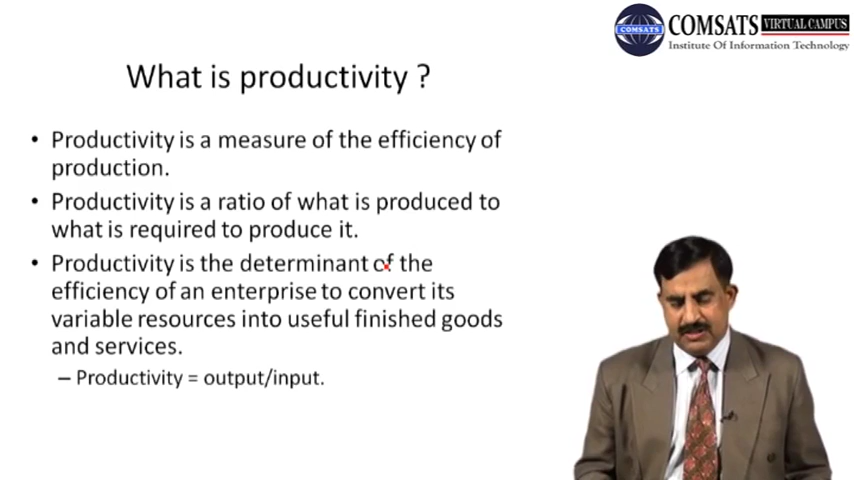 COMSATS VIRTUAL CAMPUS
Institute Of Information Technology
COMSATS
What is productivity ?
• Productivity is a measure of the efficiency of
production.
• Productivity is a ratio of what is produced to
what is required to produce it.
• Productivity is the determinant of the
efficiency of an enterprise to convert its
variable resources into useful finished goods
and services.
– Productivity = output/input.